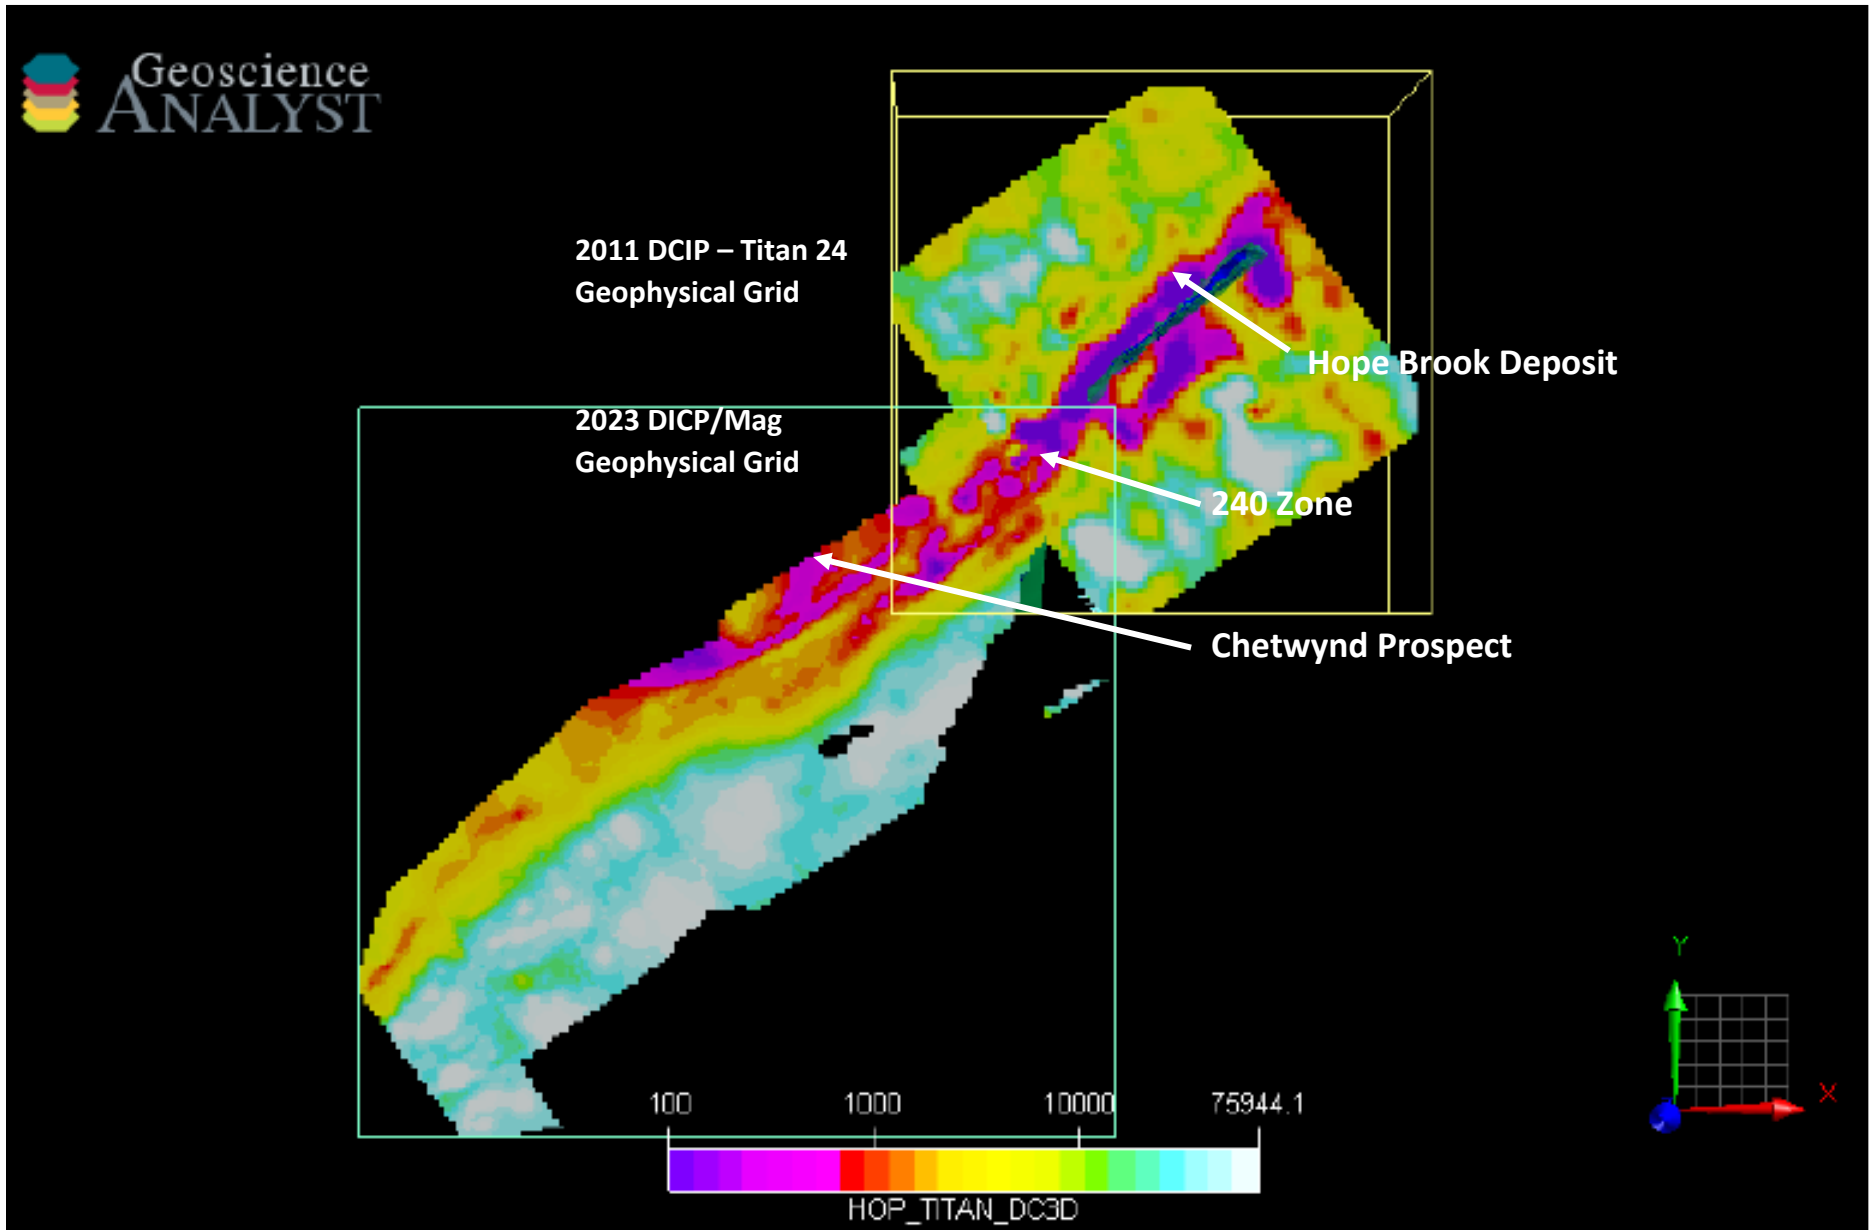 Geoscience
ANALYST
2011 DCIP – Titan 24
Geophysical Grid
Hope Brook Deposit
2023 DICP/Mag
Geophysical Grid
240 Zone
Chetwynd Prospect
Y
X
100 1000 10000 75944.1
HOP_TITAN_DC3D